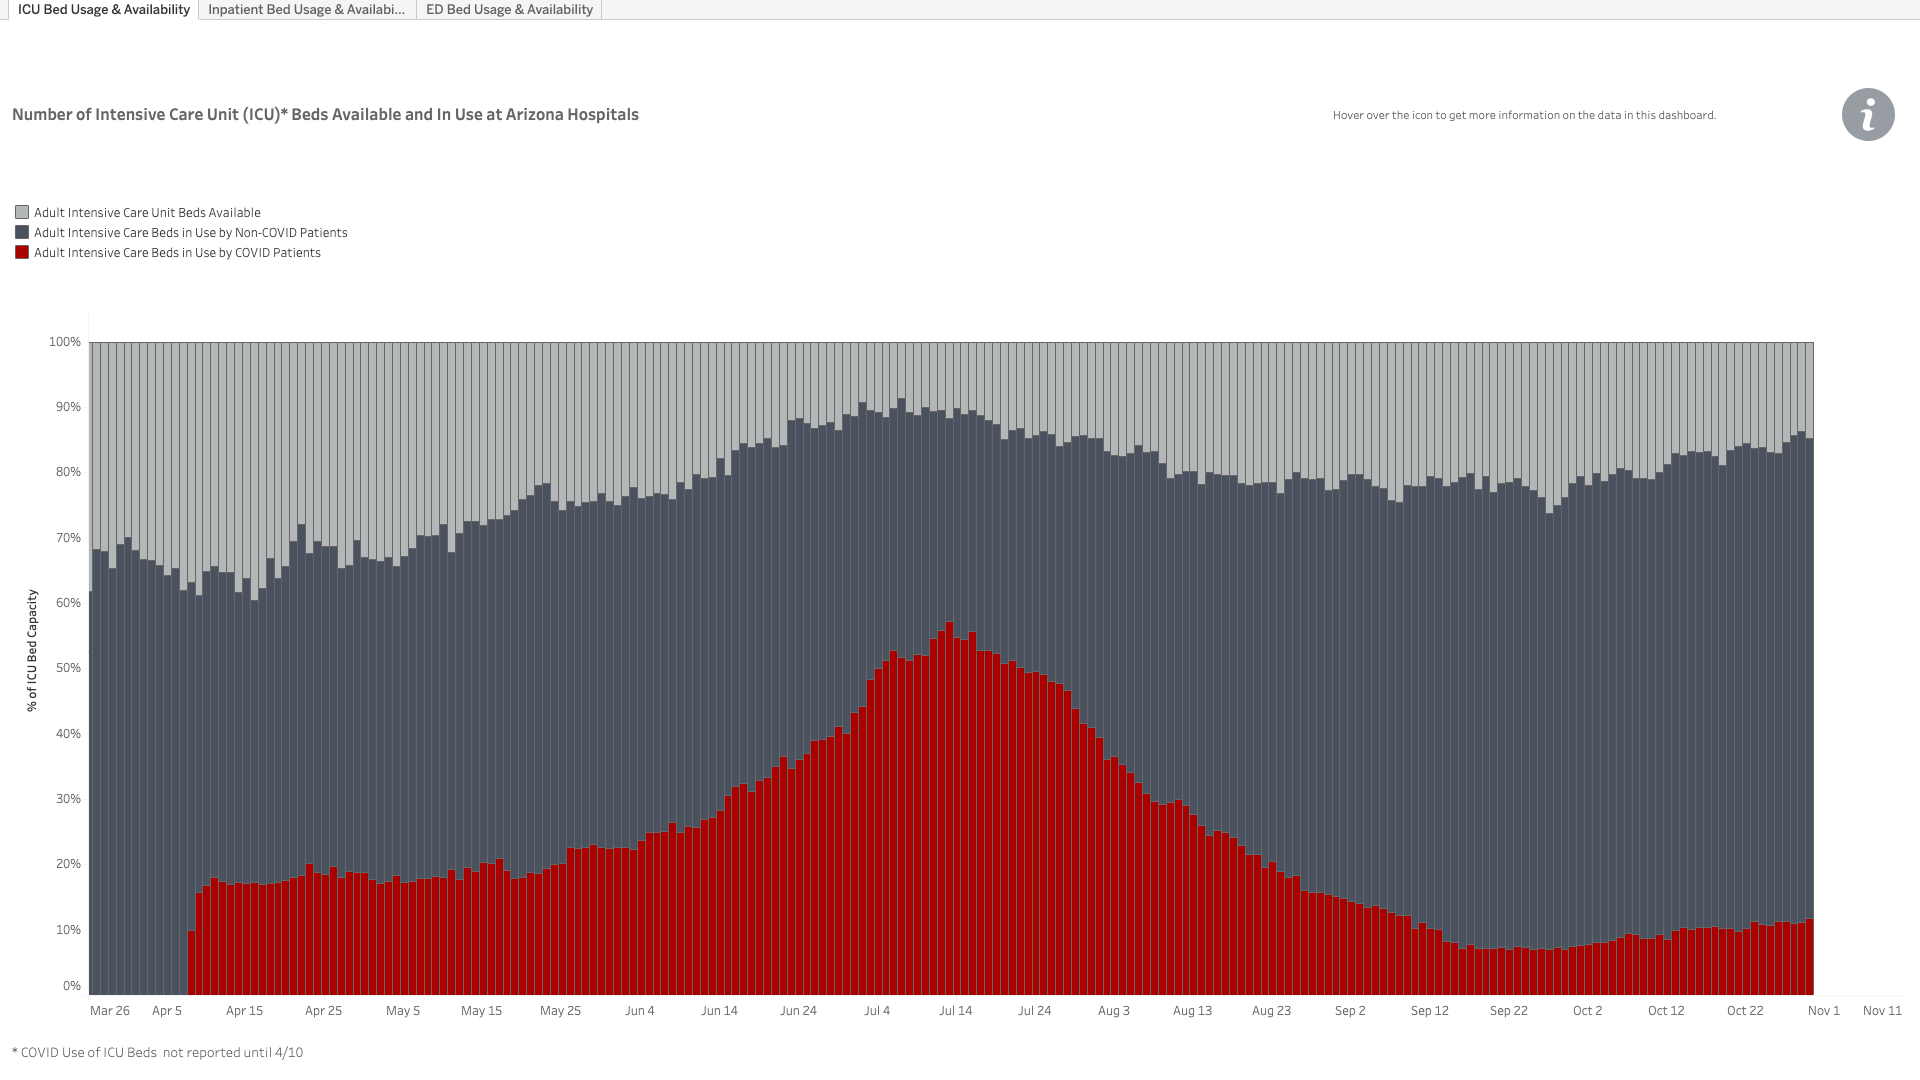 ICU Bed Usage & Availability
Inpatient Bed Usage & Availabi...
ED Bed Usage & Availability
Number of Intensive Care Unit (ICU)* Beds Available and In Use at Arizona Hospitals
Hover over the icon to get more information on the data in this dashboard.
i
Adult Intensive Care Unit Beds Available
Adult Intensive Care Beds in Use by Non-COVID Patients
Adult Intensive Care Beds in Use by COVID Patients
% of ICU Bed Capacity
100%
90%
80%
70%
60%
50%
40%
30%
20%
10%
0%
Mar 26
Apr 5
Apr 15
Apr 25
May 5
May 15
May 25
Jun 4
Jun 14
Jun 24
Jul 4
Jul 14
Jul 24
Aug 3
Aug 13
Aug 23
Sep 2
Sep 12
Sep 22
Oct 2
Oct 12
Oct 22
Nov 1
Nov 11
* COVID Use of ICU Beds  not reported until 4/10